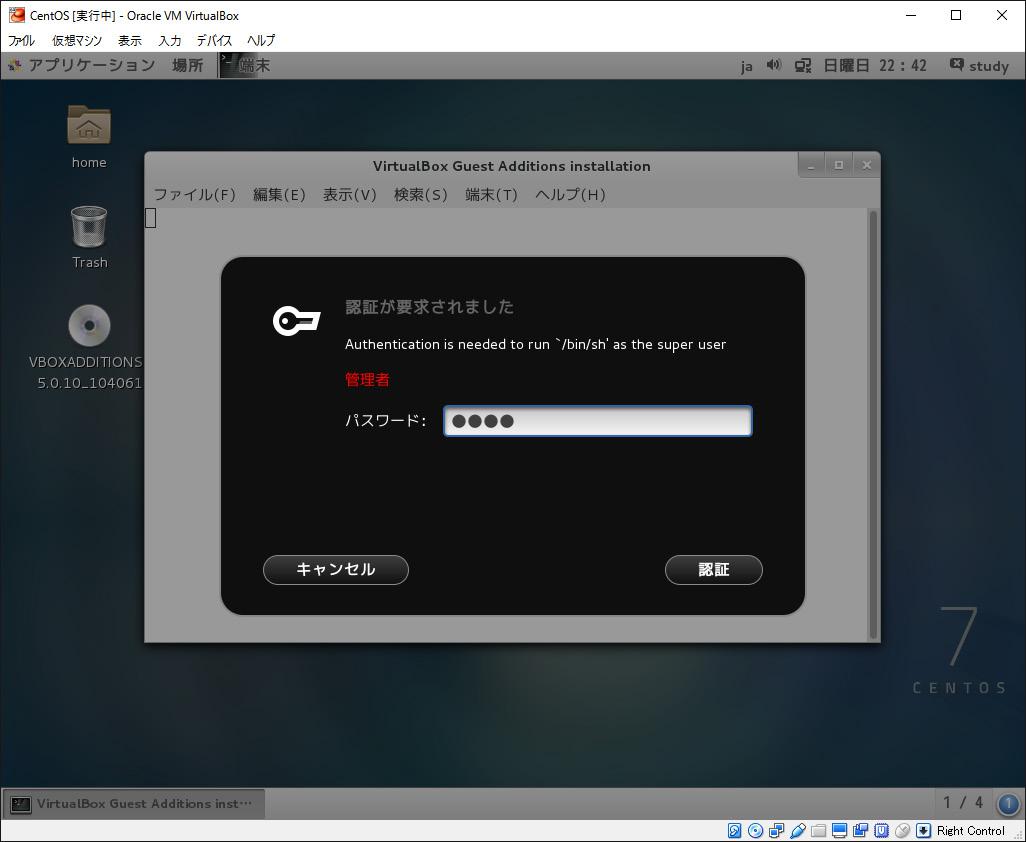 CentOS [実行中] - Oracle VM VirtualBox
ファイル 仮想マシン 表示 入力 デバイス ヘルプ
アプリケーション 場所 端末 ja 日曜日 22 : 42 study
home
Trash
VBOXADDITIONS
5.0.10_104061
VirtualBox Guest Additions installation
ファイル(F) 編集(E) 表示(V) 検索(S) 端末(T) ヘルプ(H)
認証が要求されました
Authentication is needed to run `/bin/sh' as the super user
管理者
パスワード:
キャンセル 認証
7
CENTOS
VirtualBox Guest Additions inst… 1 / 4 1
Right Control